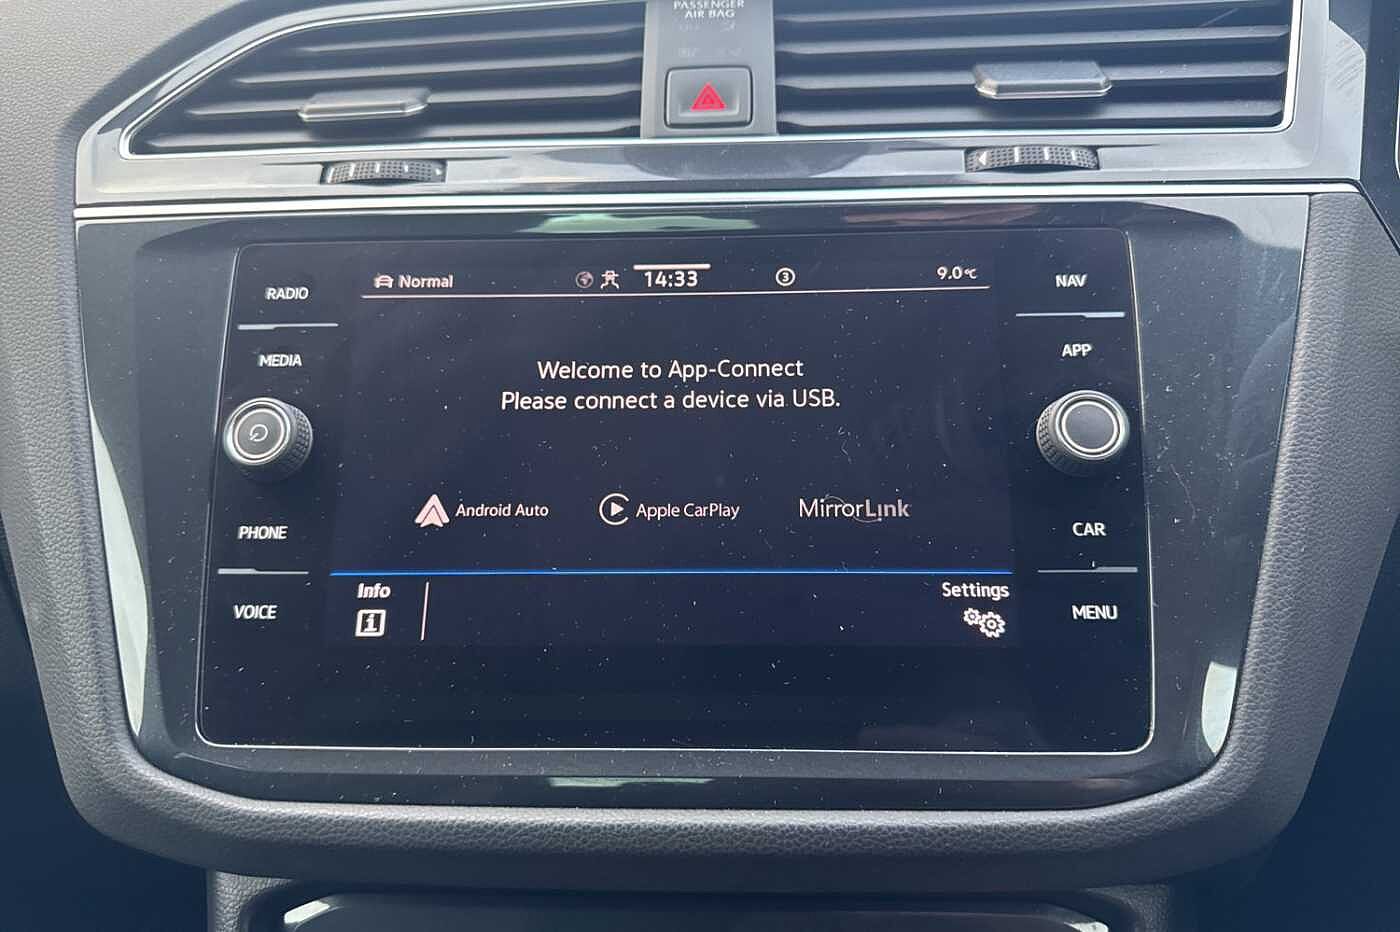 PASSENGER
AIR BAG
RADIO
MEDIA
PHONE
VOICE
Normal
14:33
3
9.0°C
Welcome to App-Connect
Please connect a device via USB.
Android Auto
Apple CarPlay
MirrorLink
Info
i
Settings
NAV
APP
CAR
MENU